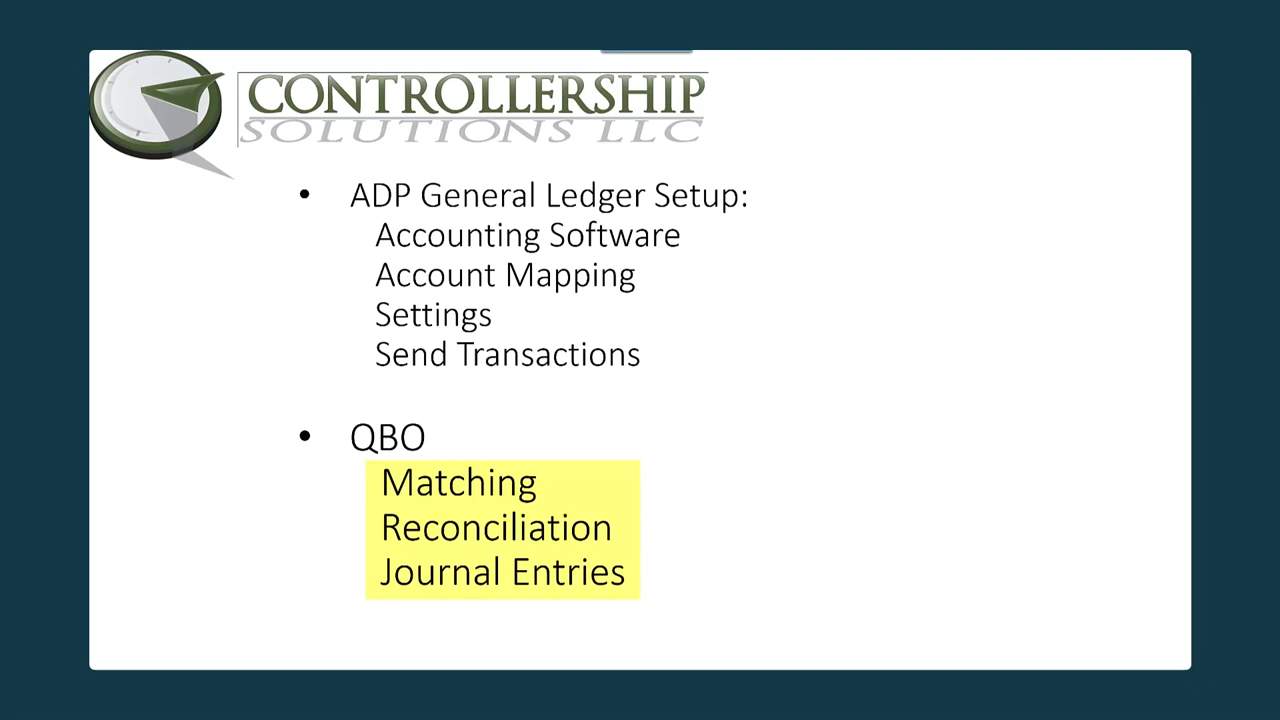 CONTROLLERSHIP
SOLUTIONS LLC
• ADP General Ledger Setup:
Accounting Software
Account Mapping
Settings
Send Transactions
• QBO
Matching
Reconciliation
Journal Entries